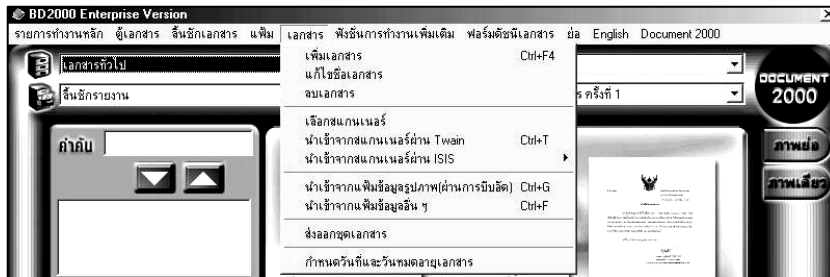 BD2000 Enterprise Version
รายการทำงานหลัก ตู้เอกสาร ลิ้นชักเอกสาร แฟ้ม เอกสาร ฟังชั่นการทำงานเพิ่มเติม ฟอร์มดัชนีเอกสาร ย่อ English Document 2000
เอกสารทั่วไป
ลิ้นชักรายงาน
ร ครั้งที่ 1
DOCUMENT
2000
คำค้น
ภาพย่อ
ภาพเดี่ยว
เพิ่มเอกสาร Ctrl+F4
แก้ไขชื่อเอกสาร
ลบเอกสาร
เลือกสแกนเนอร์
นำเข้าจากสแกนเนอร์ผ่าน Twain Ctrl+T
นำเข้าจากสแกนเนอร์ผ่าน ISIS
นำเข้าจากแฟ้มข้อมูลรูปภาพ(ผ่านการบีบอัด) Ctrl+G
นำเข้าจากแฟ้มข้อมูลอื่น ๆ Ctrl+F
ส่งออกชุดเอกสาร
กำหนดวันที่และวันหมดอายุเอกสาร